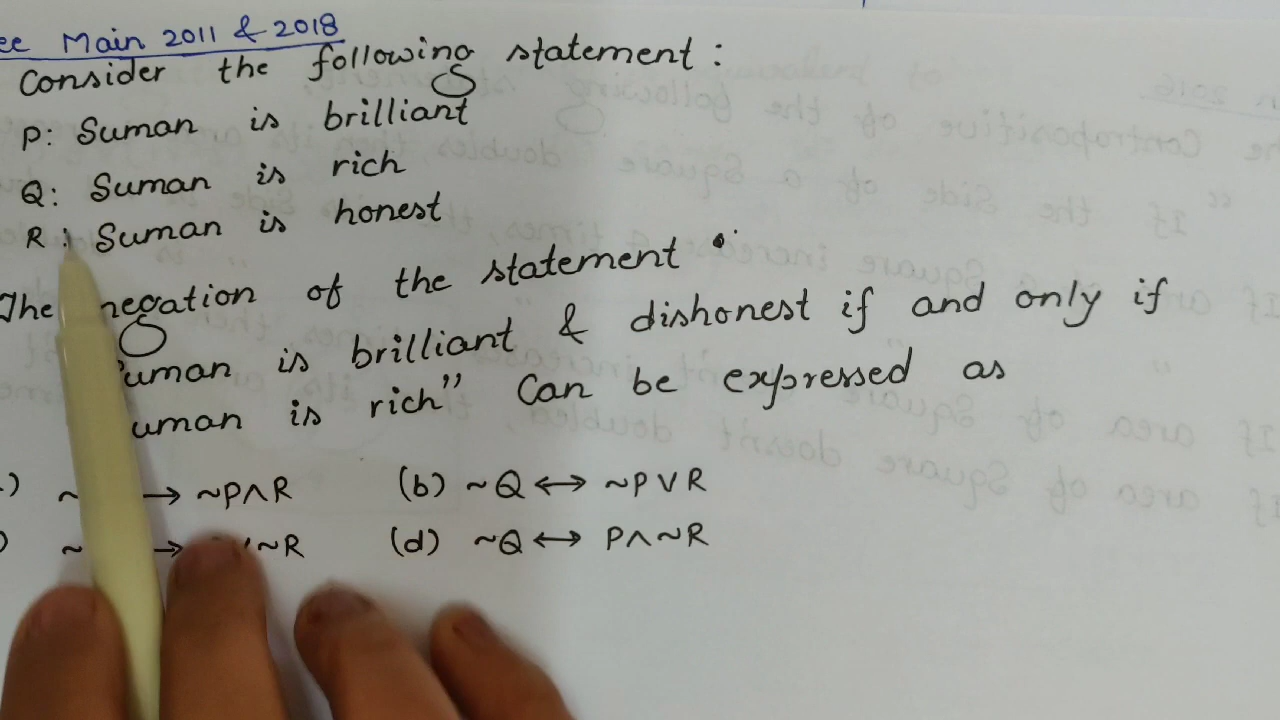 ee Main 2011 & 2018
Consider the following statement :
P: Suman is brilliant
Q: Suman is rich
R : Suman is honest
The negation of the statement "
uman is brilliant & dishonest if and only if
uman is rich" Can be expressed as
) ~ → ~P∧R (b) ~Q ↔ ~P∨R
) ~ → ~R (d) ~Q ↔ P∧~R